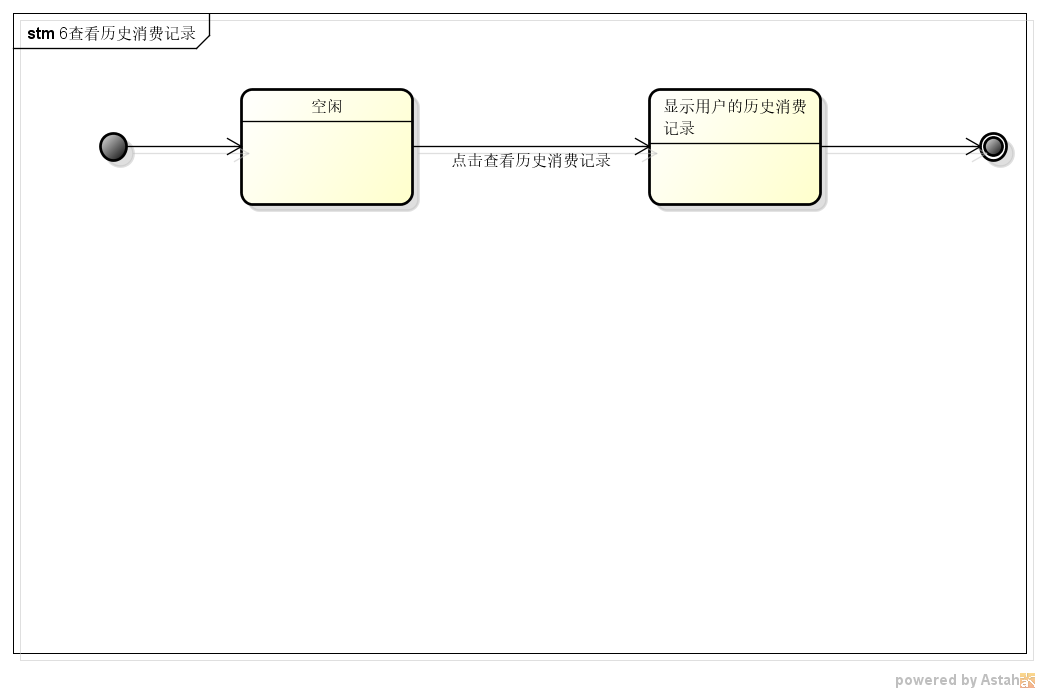 stm 6查看历史消费记录
空闲
显示用户的历史消费
记录
点击查看历史消费记录
powered by Astah